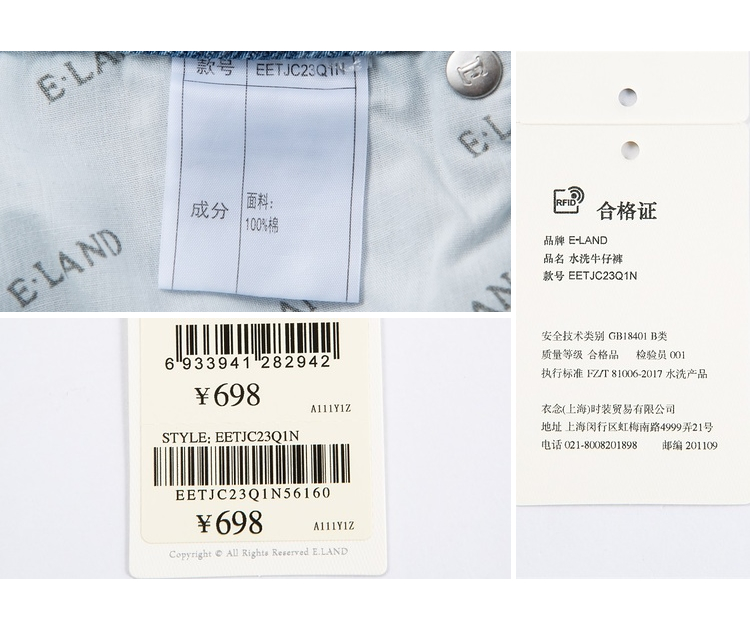 E·LAND
款号 EETJC23Q1N
成分
面料：
100%棉
E·LAND
6 933941 282942
￥698
A111Y1Z
STYLE; EETJC23Q1N
EETJC23Q1N56160
￥698
A111Y1Z
Copyright © All Rights Reserved E.LAND
RFID 合格证
品牌 E·LAND
品名 水洗牛仔裤
款号 EETJC23Q1N
安全技术类别 GB18401 B类
质量等级 合格品 检验员 001
执行标准 FZ/T 81006-2017 水洗产品
衣念(上海)时装贸易有限公司
地址 上海闵行区虹梅南路4999弄21号
电话 021-8008201898 邮编 201109